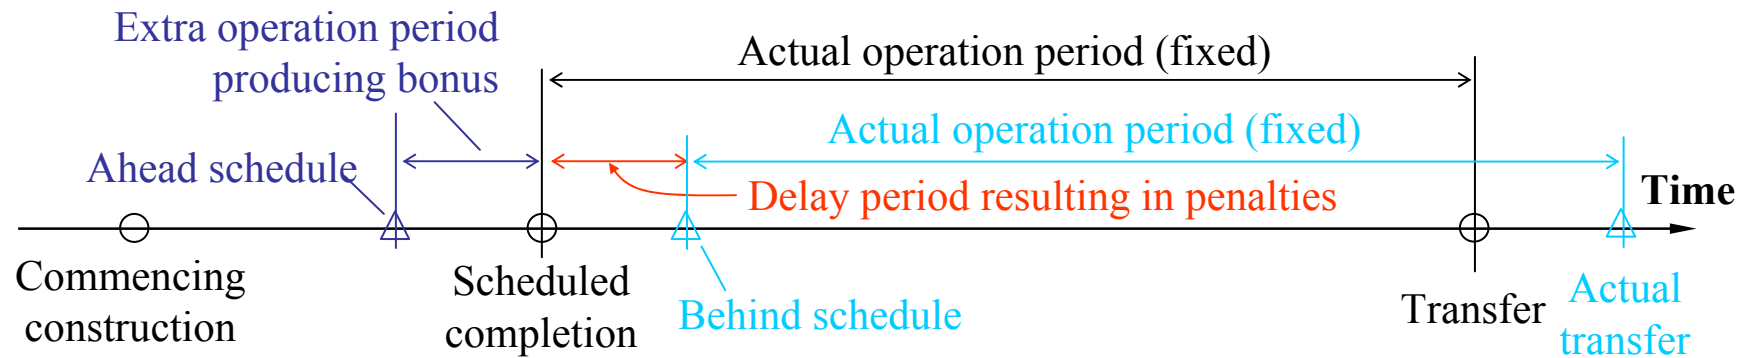 Extra operation period
producing bonus
Actual operation period (fixed)
Actual operation period (fixed)
Ahead schedule
Delay period resulting in penalties
Time
Commencing
construction
Scheduled
completion
Behind schedule
Transfer
Actual
transfer